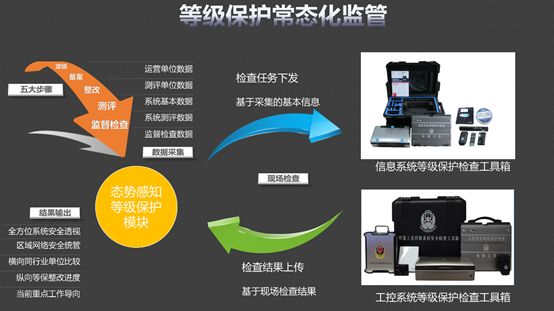 等级保护常态化监管
五大步骤
定级
备案
整改
测评
监督检查
运营单位数据
测评单位数据
系统基本数据
系统测评数据
监督检查数据
数据采集
检查任务下发
基于采集的基本信息
信息系统等级保护检查工具箱
态势感知
等级保护
模块
现场检查
结果输出
全方位系统安全透视
区域网络安全统管
横向同行业单位比较
纵向等保整改进度
当前重点工作导向
检查结果上传
基于现场检查结果
工控系统等级保护检查工具箱